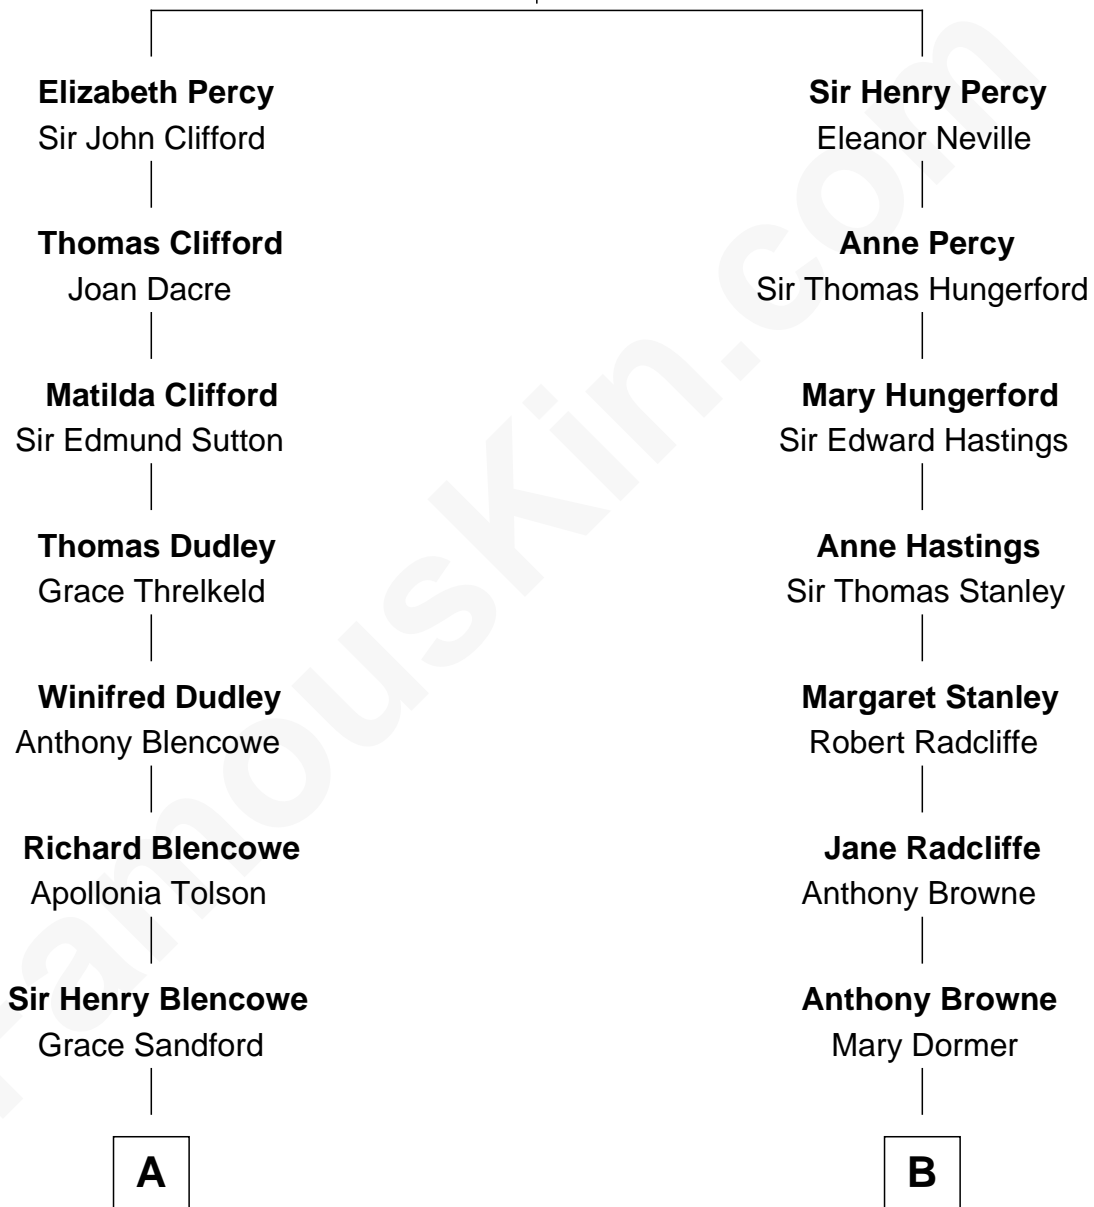 Elizabeth Percy
Sir John Clifford
Thomas Clifford
Joan Dacre
Matilda Clifford
Sir Edmund Sutton
Thomas Dudley
Grace Threlkeld
Winifred Dudley
Anthony Blencowe
Richard Blencowe
Apollonia Tolson
Sir Henry Blencowe
Grace Sandford
A
Sir Henry Percy
Eleanor Neville
Anne Percy
Sir Thomas Hungerford
Mary Hungerford
Sir Edward Hastings
Anne Hastings
Sir Thomas Stanley
Margaret Stanley
Robert Radcliffe
Jane Radcliffe
Anthony Browne
Anthony Browne
Mary Dormer
B
FamousKin.com